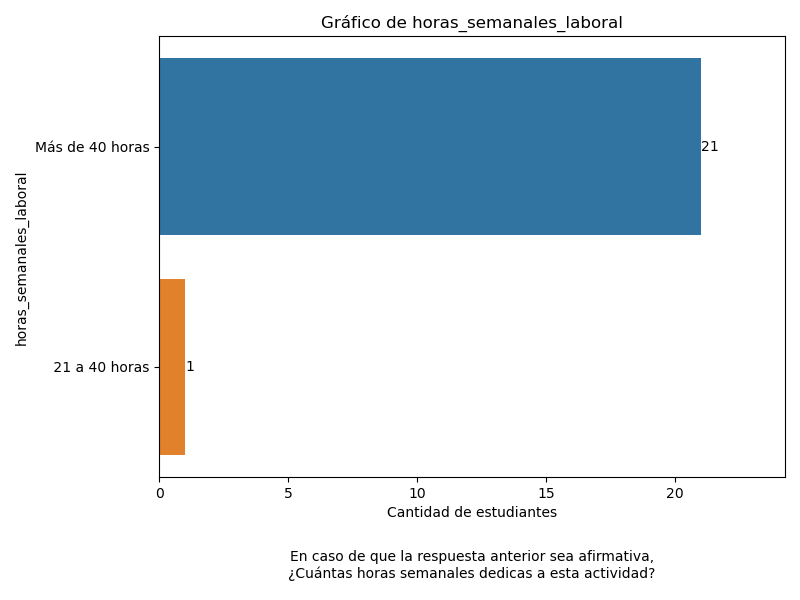 Gráfico de horas_semanales_laboral
horas_semanales_laboral
Más de 40 horas
21
21 a 40 horas
1
0 5 10 15 20
Cantidad de estudiantes
En caso de que la respuesta anterior sea afirmativa,
¿Cuántas horas semanales dedicas a esta actividad?